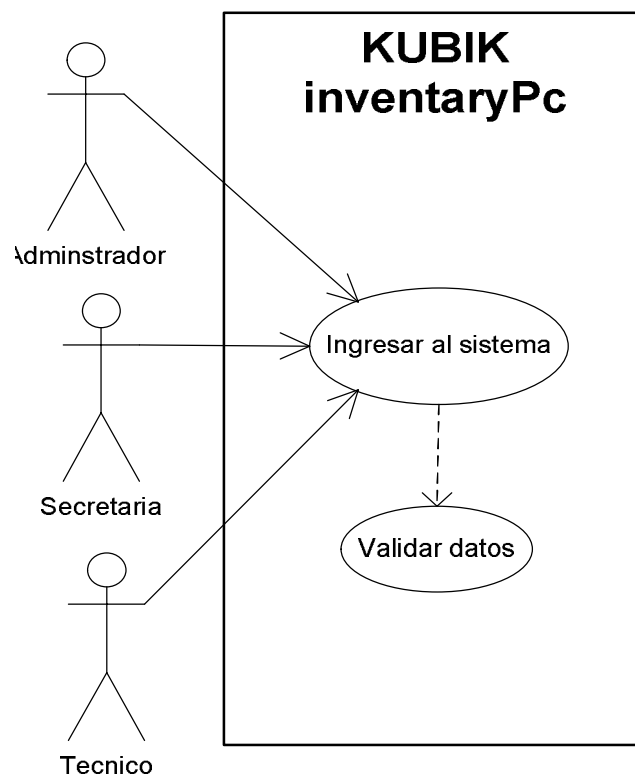 KUBIK
inventaryPc
Adminstrador
Ingresar al sistema
Secretaria
Validar datos
Tecnico